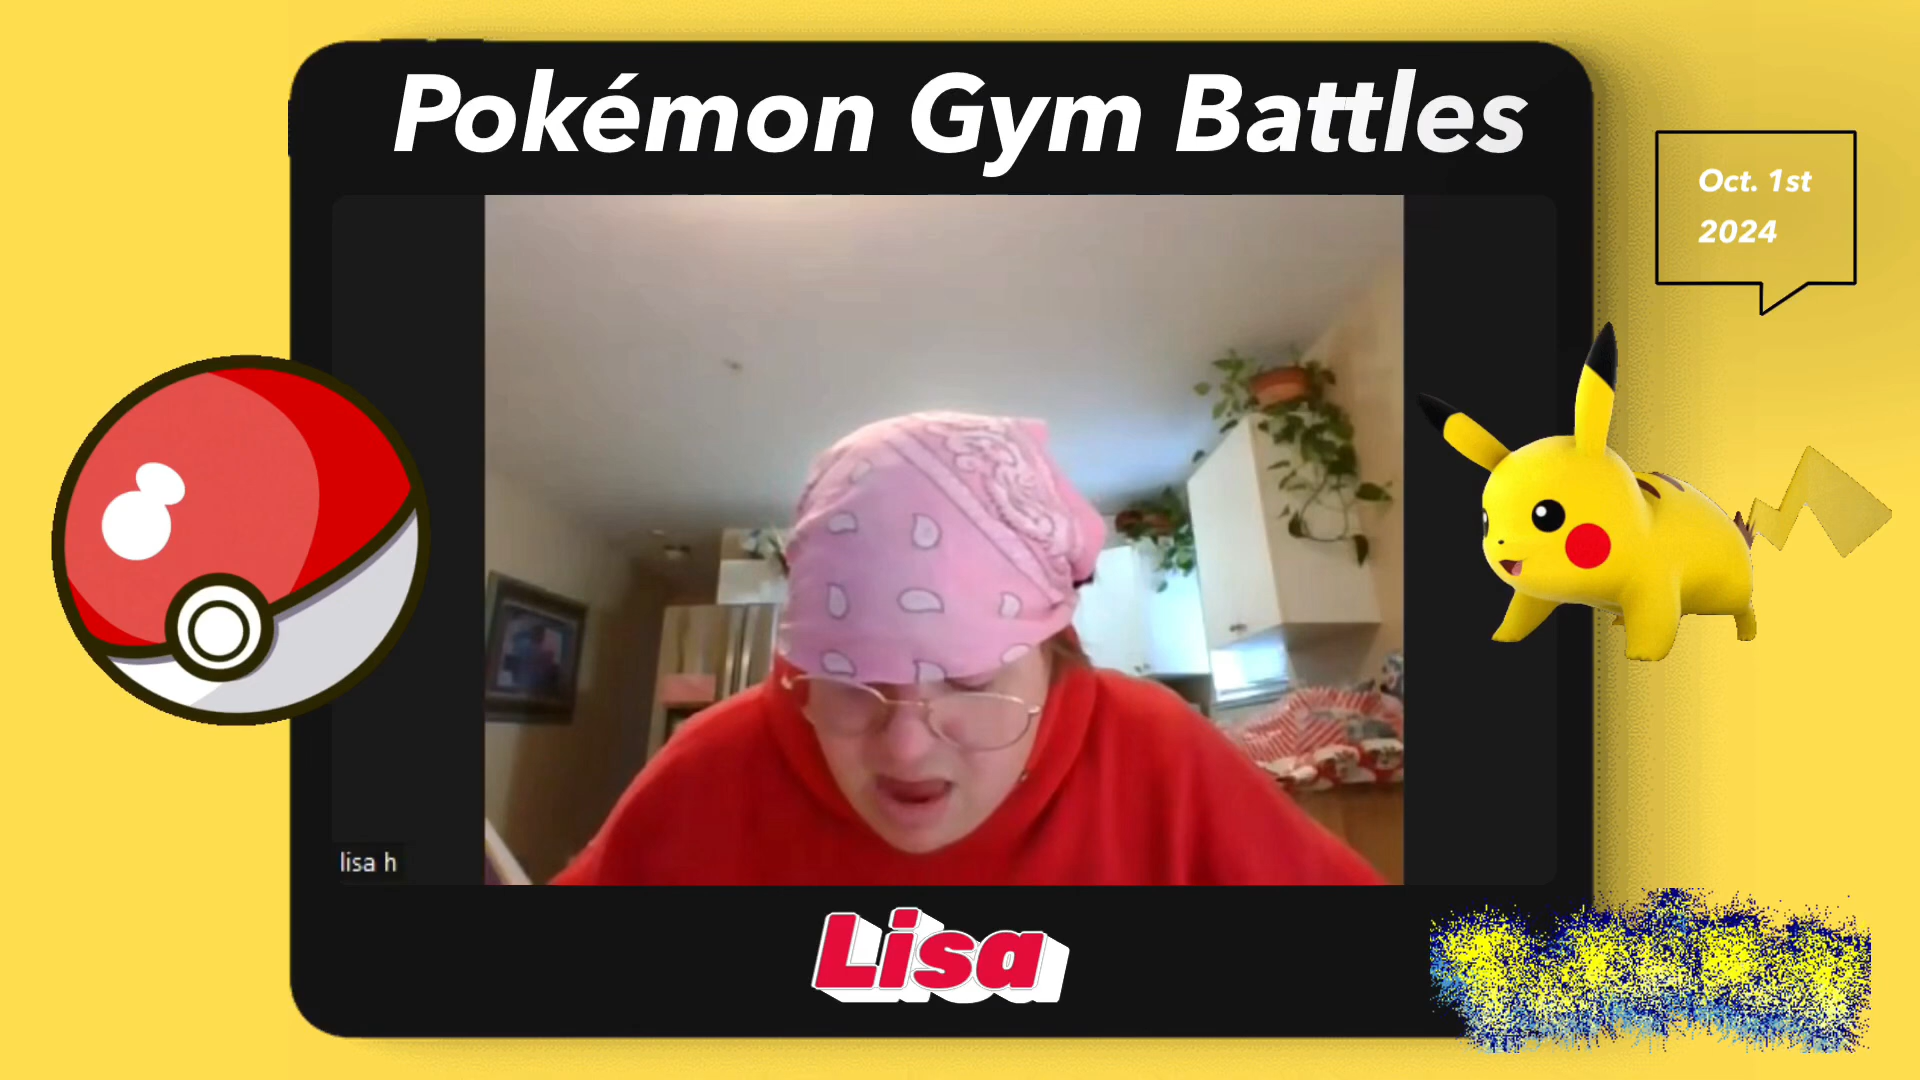 Pokémon Gym Battles
Oct. 1st
2024
lisa h
Lisa